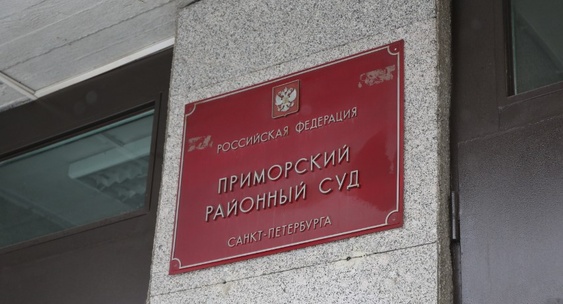 РОССИЙСКАЯ ФЕДЕРАЦИЯ
ПРИМОРСКИЙ
РАЙОННЫЙ СУД
САНКТ-ПЕТЕРБУРГА